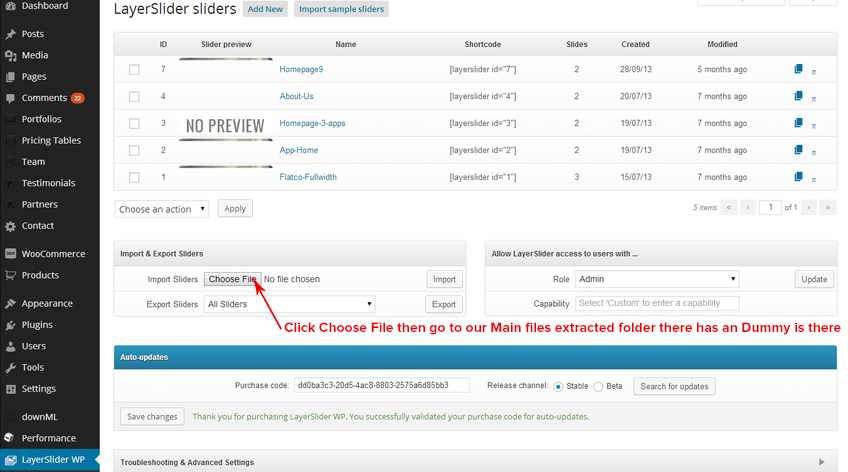 Dashboard
Posts
Media
Pages
Comments 22
Portfolios
Pricing Tables
Team
Testimonials
Partners
Contact
WooCommerce
Products
Appearance
Plugins
Users
Tools
Settings
downML
Performance
LayerSlider WP
LayerSlider sliders Add New Import sample sliders
ID Slider preview Name Shortcode Slides Created Modified
7 Homepage9 [layerslider id="7"] 2 28/09/13 5 months ago
4 About-Us [layerslider id="4"] 2 20/07/13 7 months ago
3 NO PREVIEW Homepage-3-apps [layerslider id="3"] 2 19/07/13 7 months ago
2 App-Home [layerslider id="2"] 2 19/07/13 7 months ago
1 Flatco-Fullwidth [layerslider id="1"] 3 15/07/13 7 months ago
Choose an action Apply 5 items « ‹ 1 of 1 › »
Import & Export Sliders
Import Sliders Choose File No file chosen Import
Export Sliders All Sliders Export
Allow LayerSlider access to users with ...
Role Admin Update
Capability Select 'Custom' to enter a capability
Click Choose File then go to our Main files extracted folder there has an Dummy is there
Auto-updates
Purchase code: dd0ba3c3-20d5-4ac8-8803-2575a6d85bb3 Release channel: Stable Beta Search for updates
Save changes Thank you for purchasing LayerSlider WP. You successfully validated your purchase code for auto-updates.
Troubleshooting & Advanced Settings